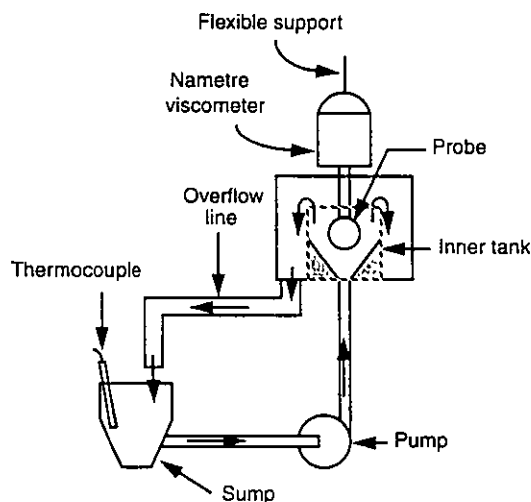 Flexible support
Nametre
viscometer
Probe
Overflow
line
Inner tank
Thermocouple
Pump
Sump